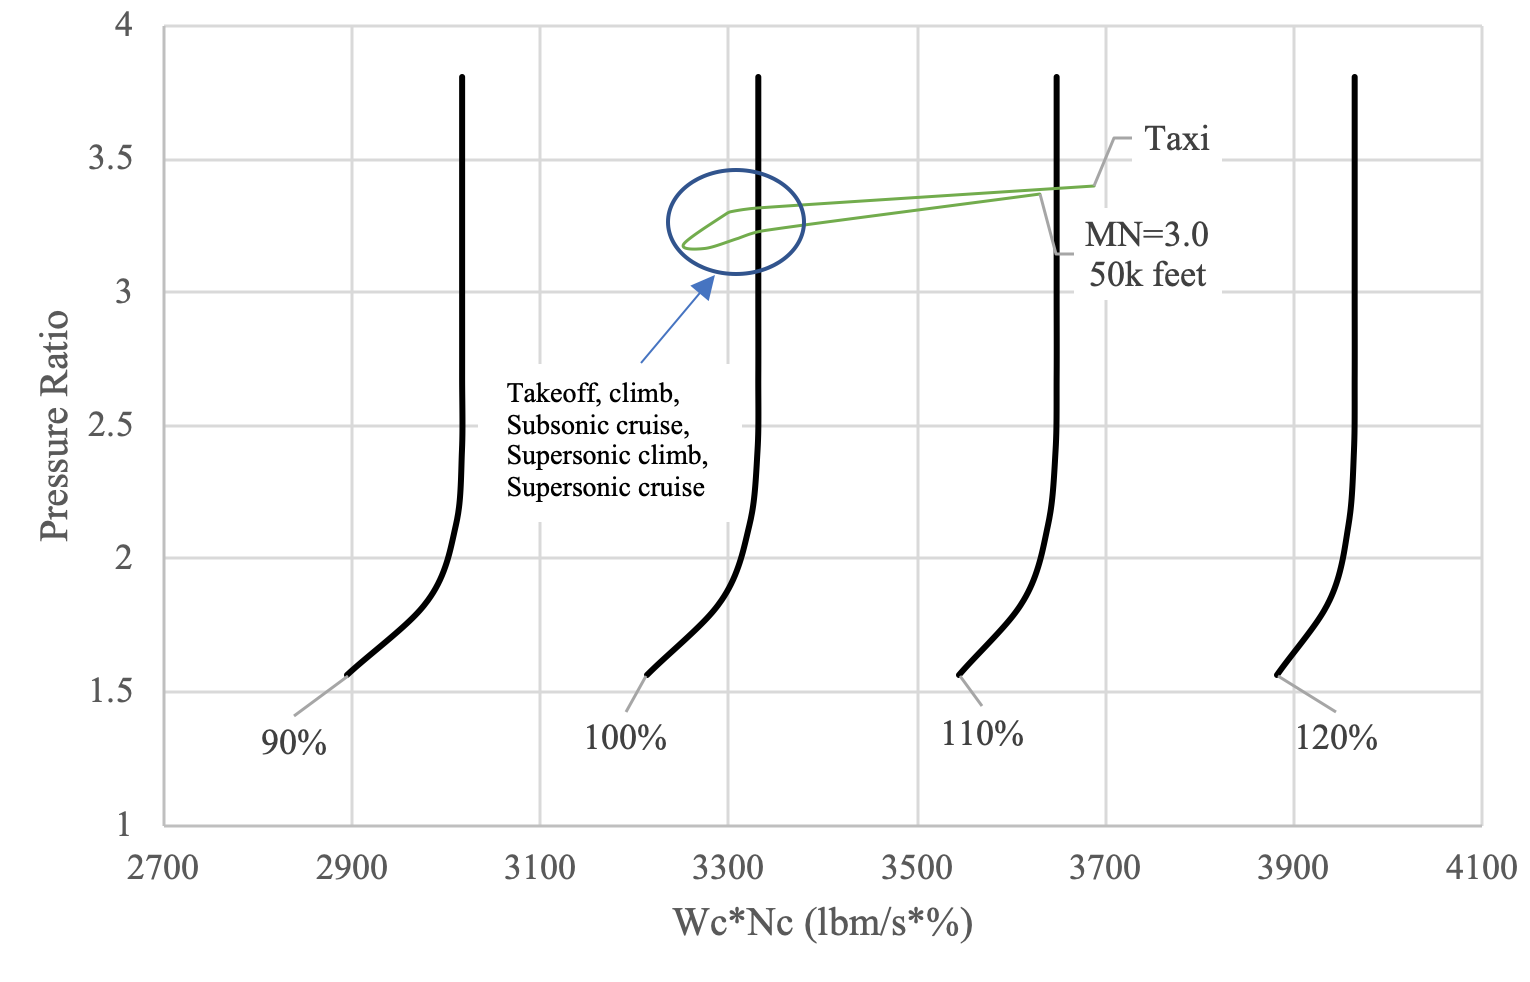 4
3.5
3
2.5
2
1.5
1
Pressure Ratio
Taxi
MN=3.0
50k feet
Takeoff, climb,
Subsonic cruise,
Supersonic climb,
Supersonic cruise
90%
100%
110%
120%
2700
2900
3100
3300
3500
3700
3900
4100
Wc*Nc (lbm/s*%)